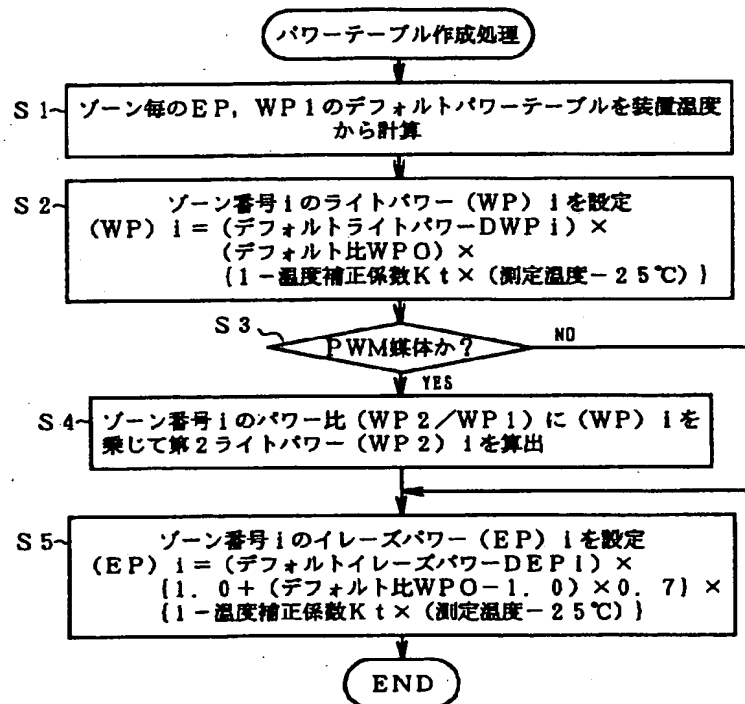 パワーテーブル作成処理
S1
ゾーン毎のEP，WP1のデフォルトパワーテーブルを装置温度
から計算
S2
ゾーン番号iのライトパワー（WP）iを設定
（WP）i＝（デフォルトライトパワーDWPi）×
（デフォルト比WPO）×
｛1－温度補正係数Kt×（測定温度－25℃）｝
S3
PWM媒体か？
NO
YES
S4
ゾーン番号iのパワー比（WP2／WP1）に（WP）iを
乗じて第2ライトパワー（WP2）iを算出
S5
ゾーン番号iのイレーズパワー（EP）iを設定
（EP）i＝（デフォルトイレーズパワーDEPi）×
｛1．0＋（デフォルト比WPO－1．0）×0．7｝×
｛1－温度補正係数Kt×（測定温度－25℃）｝
END